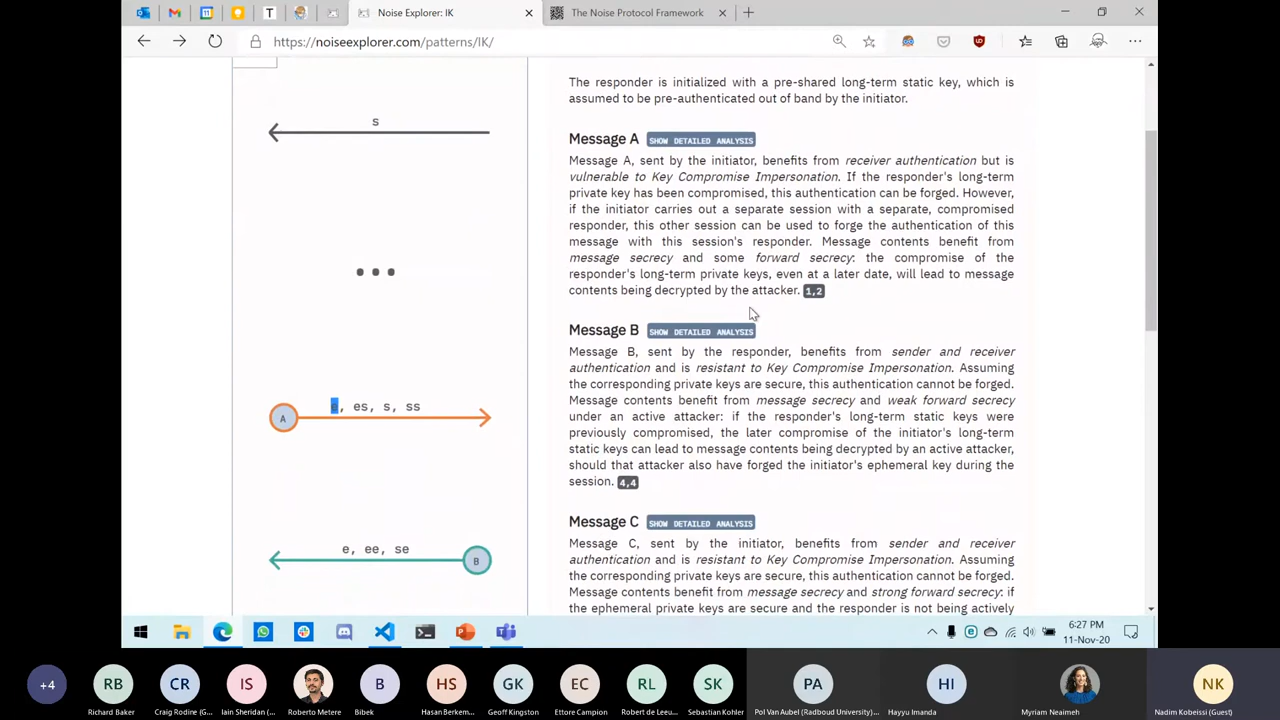 Noise Explorer: IK
The Noise Protocol Framework
https://noiseexplorer.com/patterns/IK/
s
A
e, es, s, ss
e, ee, se
B
The responder is initialized with a pre-shared long-term static key, which is
assumed to be pre-authenticated out of band by the initiator.
Message A SHOW DETAILED ANALYSIS
Message A, sent by the initiator, benefits from receiver authentication but is
vulnerable to Key Compromise Impersonation. If the responder's long-term
private key has been compromised, this authentication can be forged. However,
if the initiator carries out a separate session with a separate, compromised
responder, this other session can be used to forge the authentication of this
message with this session's responder. Message contents benefit from
message secrecy and some forward secrecy: the compromise of the
responder's long-term private keys, even at a later date, will lead to message
contents being decrypted by the attacker. 1,2
Message B SHOW DETAILED ANALYSIS
Message B, sent by the responder, benefits from sender and receiver
authentication and is resistant to Key Compromise Impersonation. Assuming
the corresponding private keys are secure, this authentication cannot be forged.
Message contents benefit from message secrecy and weak forward secrecy
under an active attacker: if the responder's long-term static keys were
previously compromised, the later compromise of the initiator's long-term
static keys can lead to message contents being decrypted by an active attacker,
should that attacker also have forged the initiator's ephemeral key during the
session. 4,4
Message C SHOW DETAILED ANALYSIS
Message C, sent by the initiator, benefits from sender and receiver
authentication and is resistant to Key Compromise Impersonation. Assuming
the corresponding private keys are secure, this authentication cannot be forged.
Message contents benefit from message secrecy and strong forward secrecy: if
the ephemeral private keys are secure and the responder is not being actively
6:27 PM
11-Nov-20
+4
RB
CR
IS
B
HS
GK
EC
RL
SK
PA
HI
NK
Richard Baker
Craig Rodine (G...
Iain Sheridan (...
Roberto Metere
Bibek
Hasan Berkem...
Geoff Kingston
Ettore Campion
Robert de Leeu...
Sebastian Kohler
Pol Van Aubel (Radboud University)...
Hayyu Imanda
Myriam Neaimeh
Nadim Kobeissi (Guest)